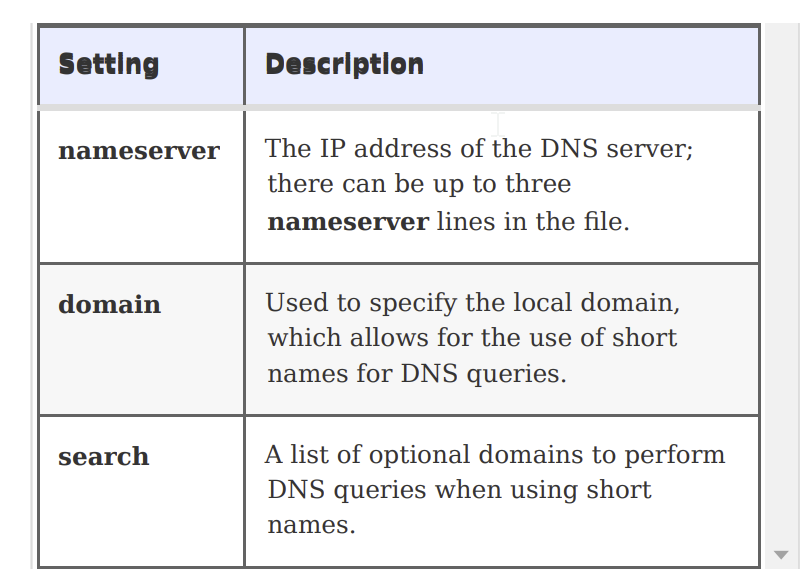 Setting Description
nameserver The IP address of the DNS server;
there can be up to three
nameserver lines in the file.
domain Used to specify the local domain,
which allows for the use of short
names for DNS queries.
search A list of optional domains to perform
DNS queries when using short
names.